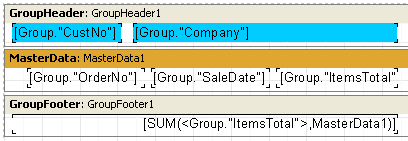 GroupHeader: GroupHeader1
[Group."CustNo"] [Group."Company"]
MasterData: MasterData1
[Group."OrderNo"] [Group."SaleDate"] [Group."ItemsTotal"
GroupFooter: GroupFooter1
[SUM(<Group."ItemsTotal">,MasterData1)]